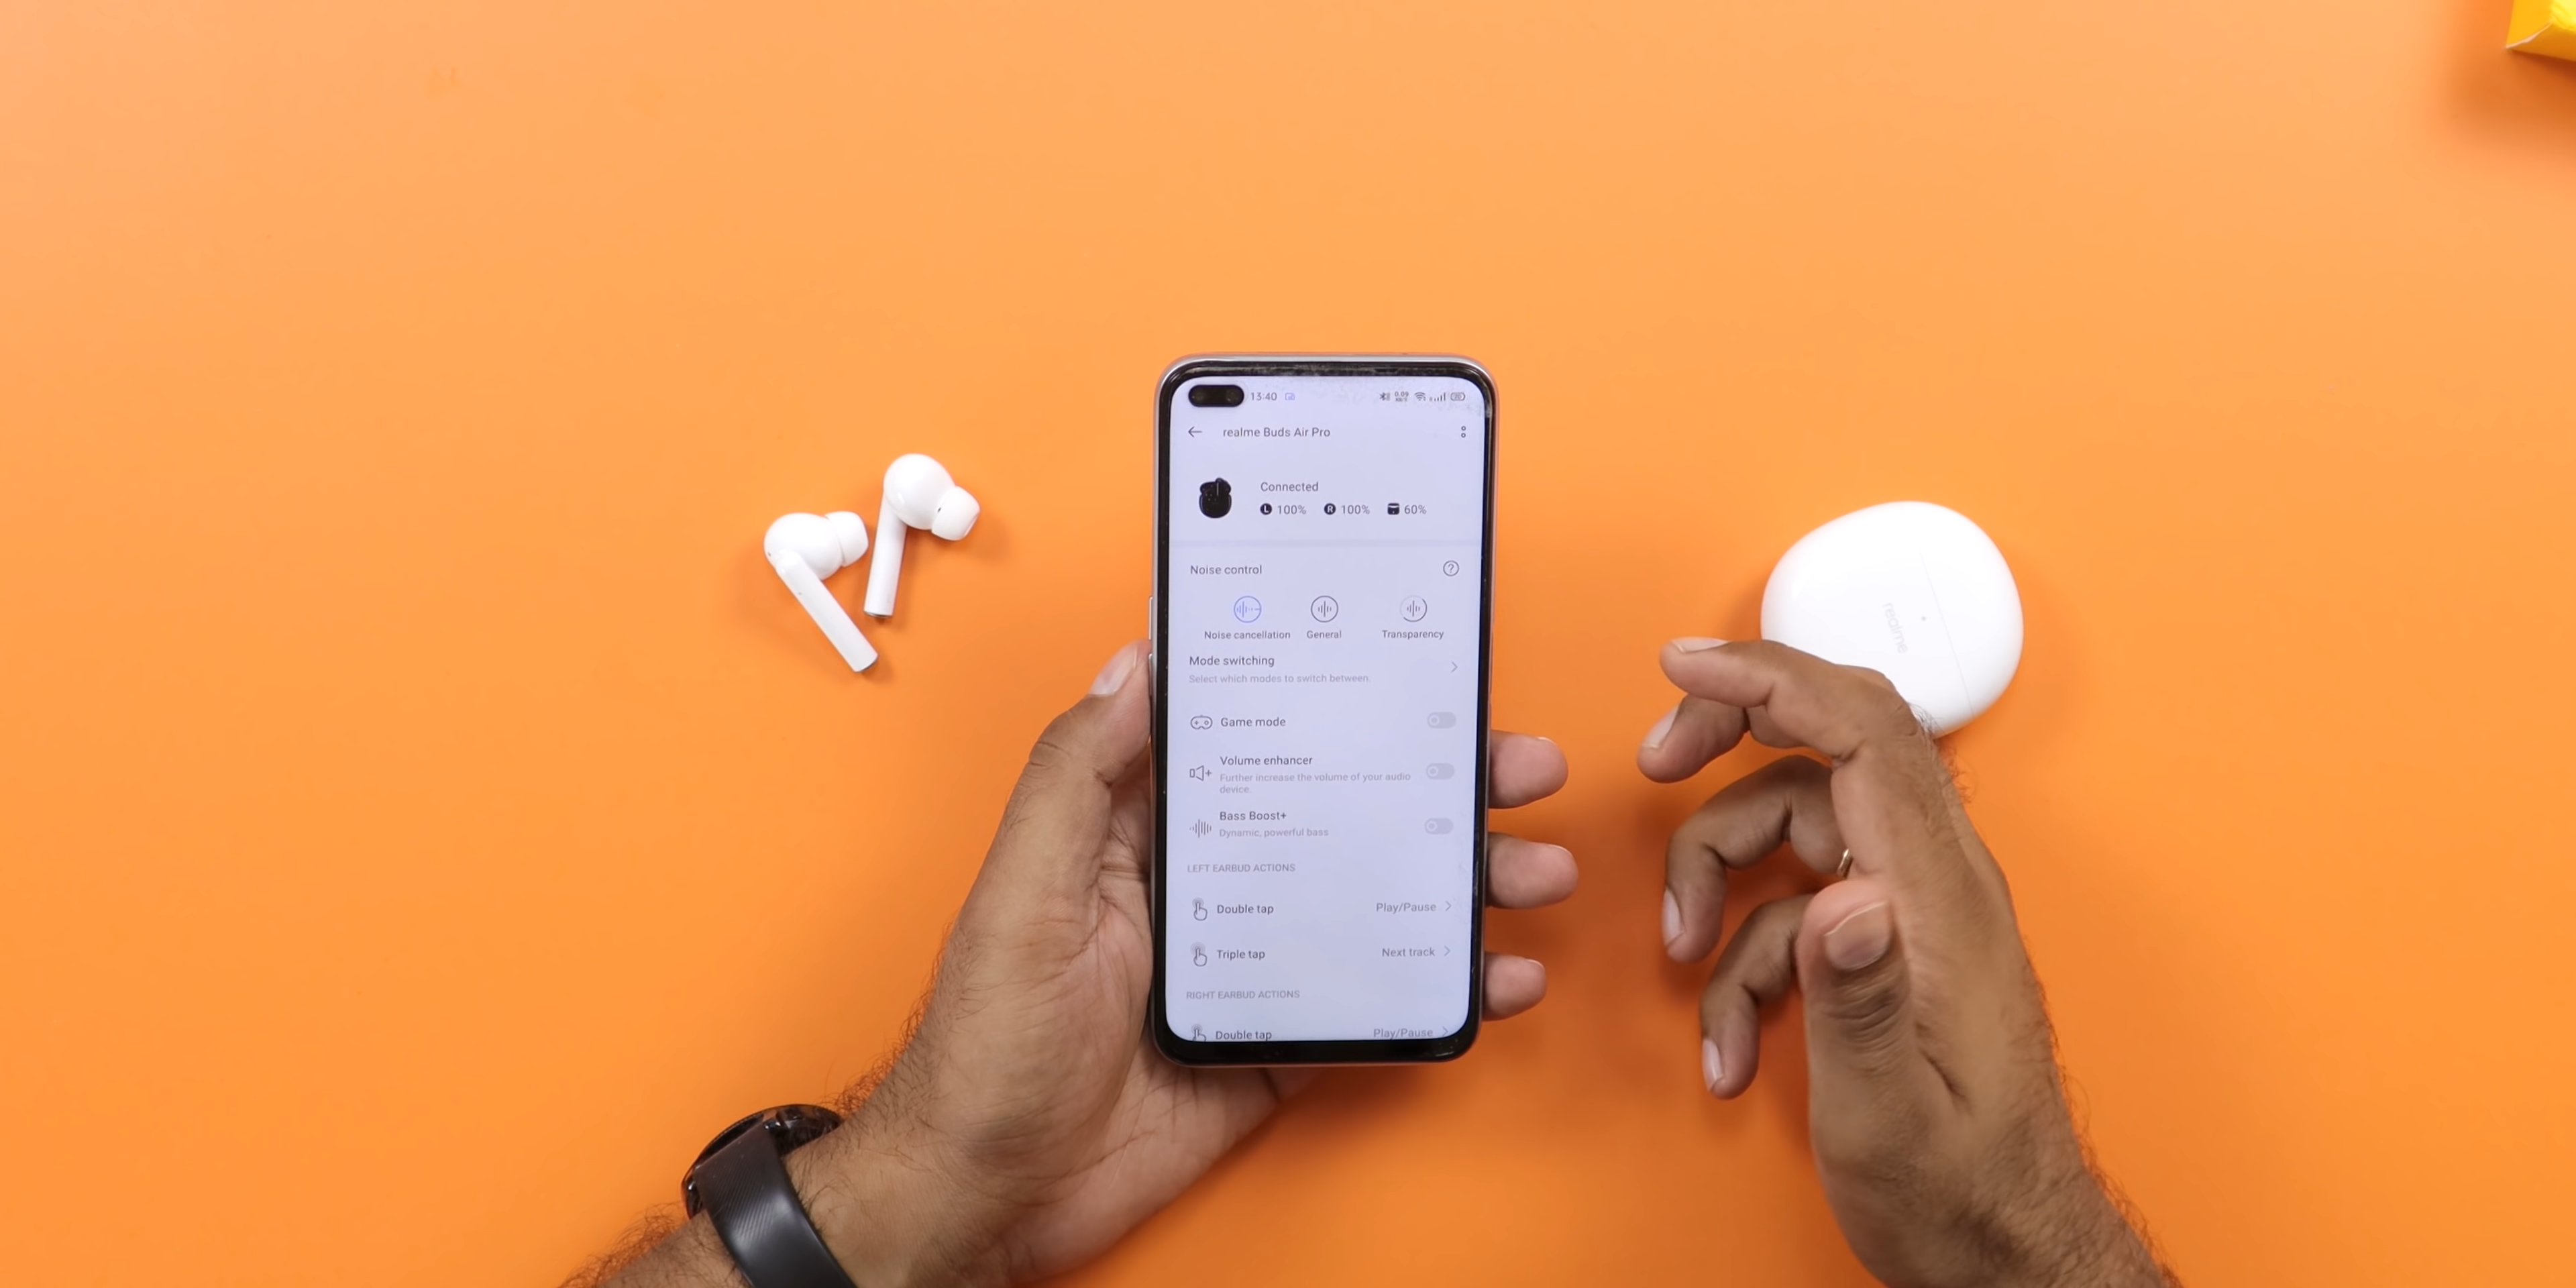 13:40
realme Buds Air Pro
Connected
L 100% R 100% 60%
Noise control ?
Noise cancellation General Transparency
Mode switching
Select which modes to switch between.
Game mode
Volume enhancer
Further increase the volume of your audio
device.
Bass Boost+
Dynamic, powerful bass
LEFT EARBUD ACTIONS
Double tap Play/Pause
Triple tap Next track
RIGHT EARBUD ACTIONS
Double tap Play/Pause
realme